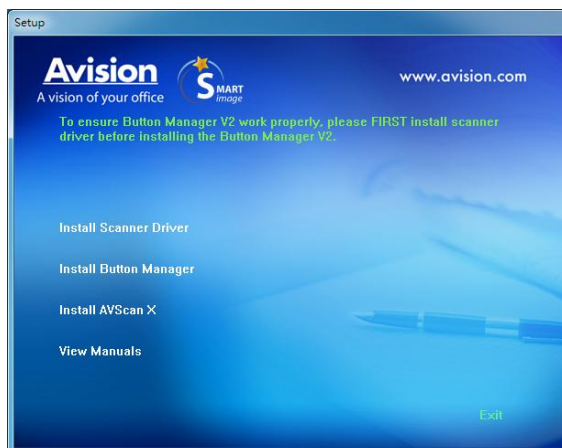 Setup
Avision
A vision of your office
SMART
image
www.avision.com
To ensure Button Manager V2 work properly, please FIRST install scanner
driver before installing the Button Manager V2.
Install Scanner Driver
Install Button Manager
Install AVScan X
View Manuals
Exit